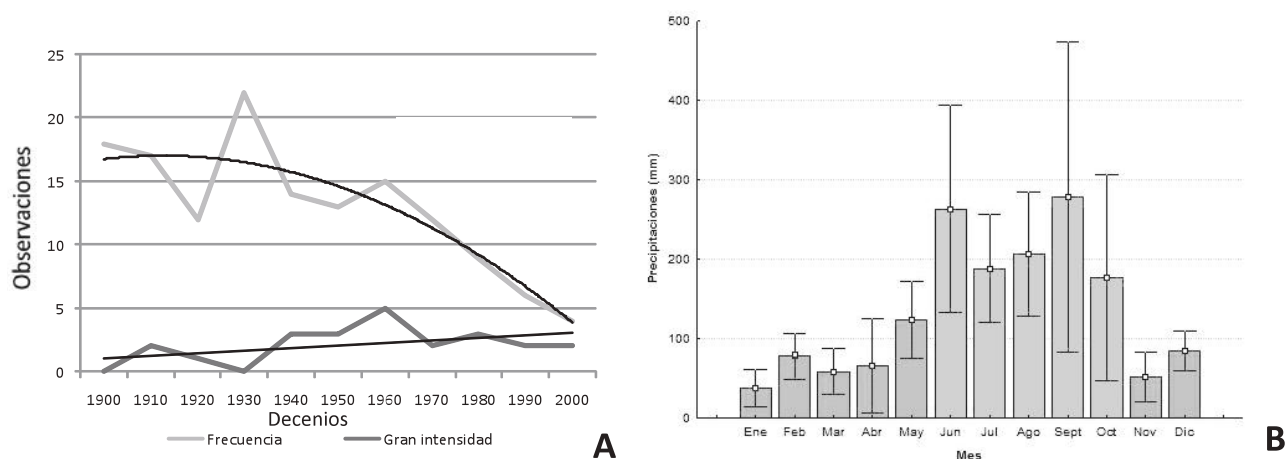 25
20
15
10
5
0
Observaciones
1900 1910 1920 1930 1940 1950 1960 1970 1980 1990 2000
Decenios
Frecuencia Gran intensidad
A
500
400
300
200
100
0
Precipitaciones (mm)
Ene Feb Mar Abr May Jun Jul Ago Sept Oct Nov Dic
Mes
B